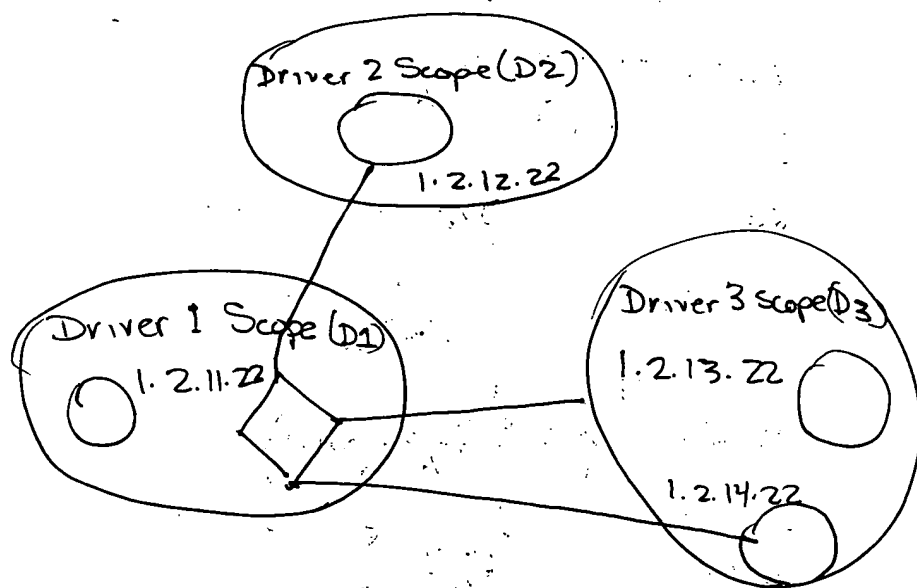 Driver 2 Scope(D2)
1.2.12.22
Driver 1 Scope(D1)
1.2.11.22
Driver 3 Scope(D3)
1.2.13.22
1.2.14.22